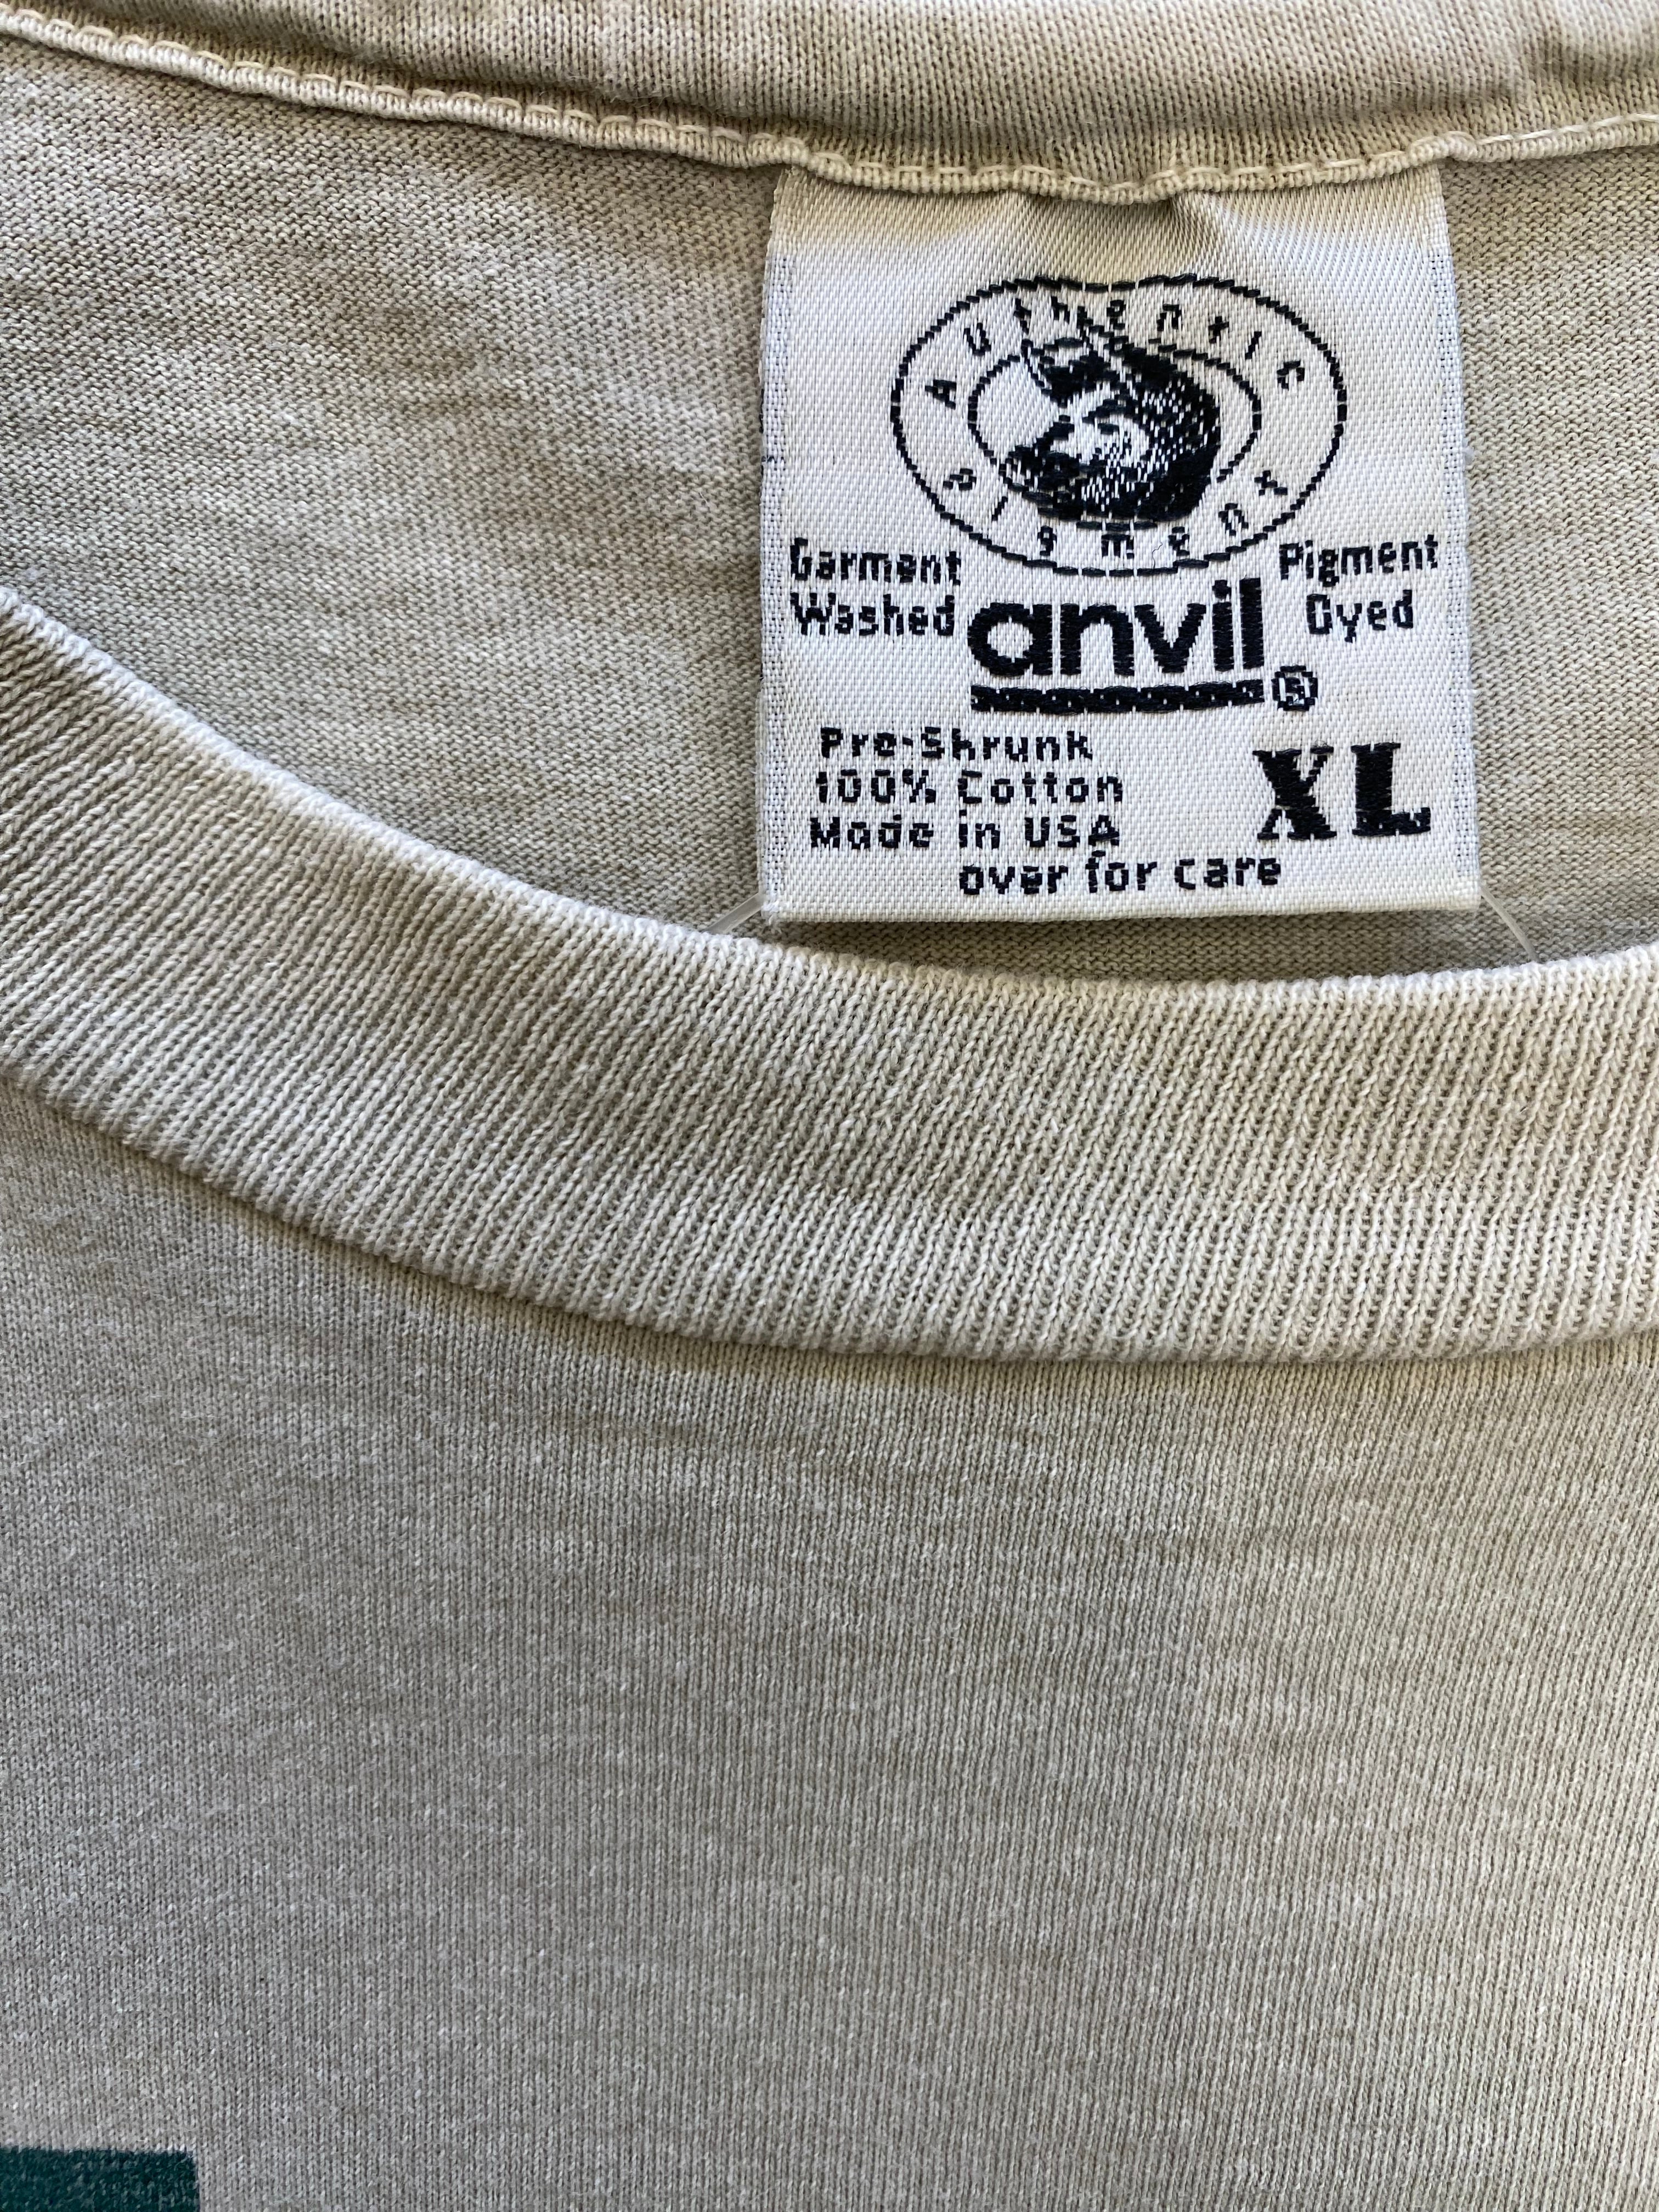 Authentic
Pigment
Garment Washed
Pigment Dyed
anvil®
Pre-Shrunk
100% Cotton
Made in USA
XL
over for care